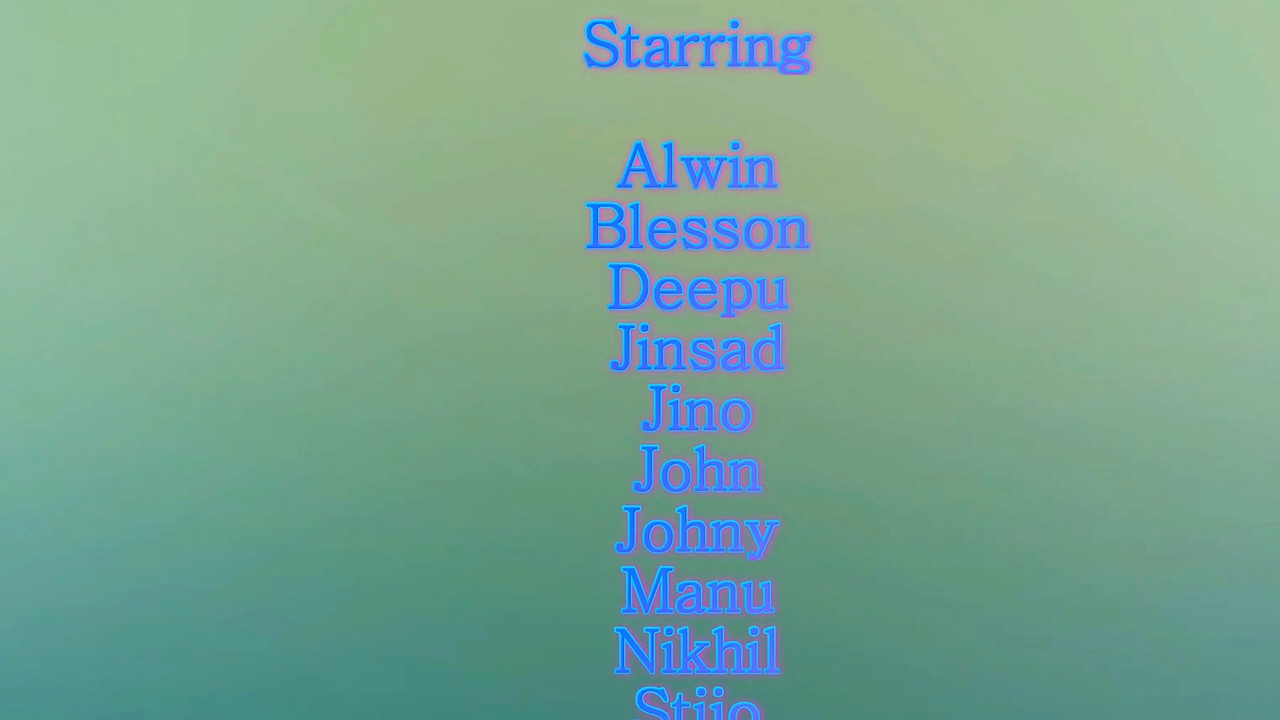 Starring
Alwin
Blesson
Deepu
Jinsad
Jino
John
Johny
Manu
Nikhil